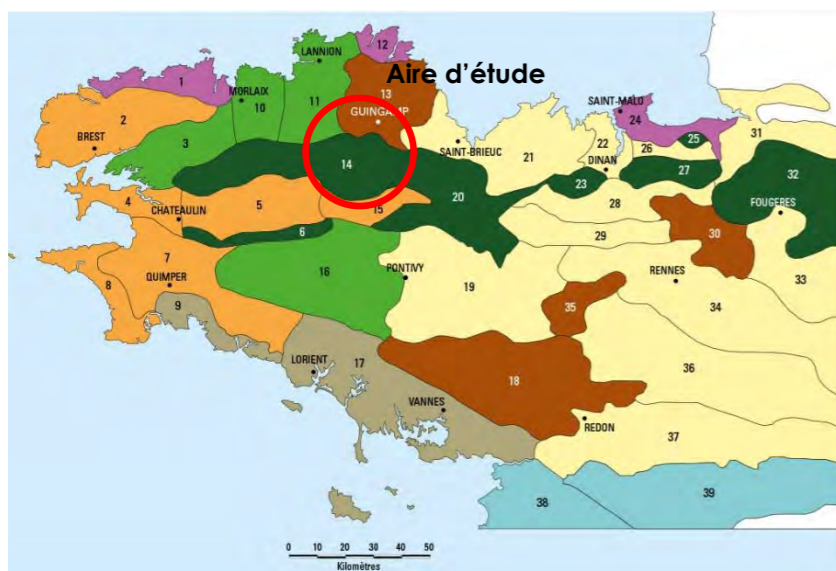 LANNION
12
Aire d'étude
1
MORLAIX
10
11
13
2
GUINGAMP
SAINT-MALO
24
BREST
3
SAINT-BRIEUC
21
22
26
25
31
14
DINAN
27
32
20
23
4
5
15
28
FOUGERES
CHATEAULIN
6
29
30
7
16
PONTIVY
19
RENNES
33
8
QUIMPER
9
35
34
LORIENT
17
18
36
VANNES
REDON
37
38
39
0 10 20 30 40 50
Kilomètres